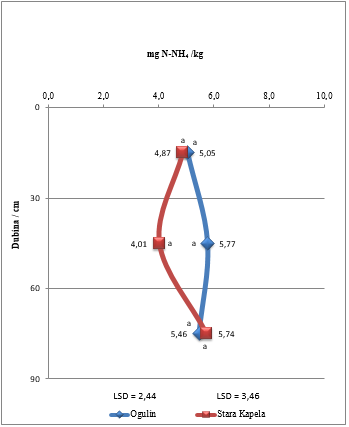 mg N-NH₄ /kg
0,0 2,0 4,0 6,0 8,0 10,0
0
a a
4,87 5,05
30
Dubina / cm
4,01 a a 5,77
60
a
5,46 5,74
a
90
LSD = 2,44 LSD = 3,46
Ogulin Stara Kapela